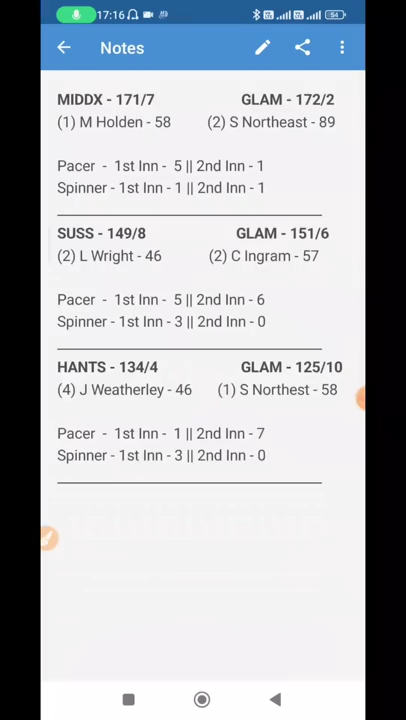 17:16
54
Notes
MIDDX - 171/7 GLAM - 172/2
(1) M Holden - 58 (2) S Northeast - 89
Pacer - 1st Inn - 5 || 2nd Inn - 1
Spinner - 1st Inn - 1 || 2nd Inn - 1
SUSS - 149/8 GLAM - 151/6
(2) L Wright - 46 (2) C Ingram - 57
Pacer - 1st Inn - 5 || 2nd Inn - 6
Spinner - 1st Inn - 3 || 2nd Inn - 0
HANTS - 134/4 GLAM - 125/10
(4) J Weatherley - 46 (1) S Northest - 58
Pacer - 1st Inn - 1 || 2nd Inn - 7
Spinner - 1st Inn - 3 || 2nd Inn - 0